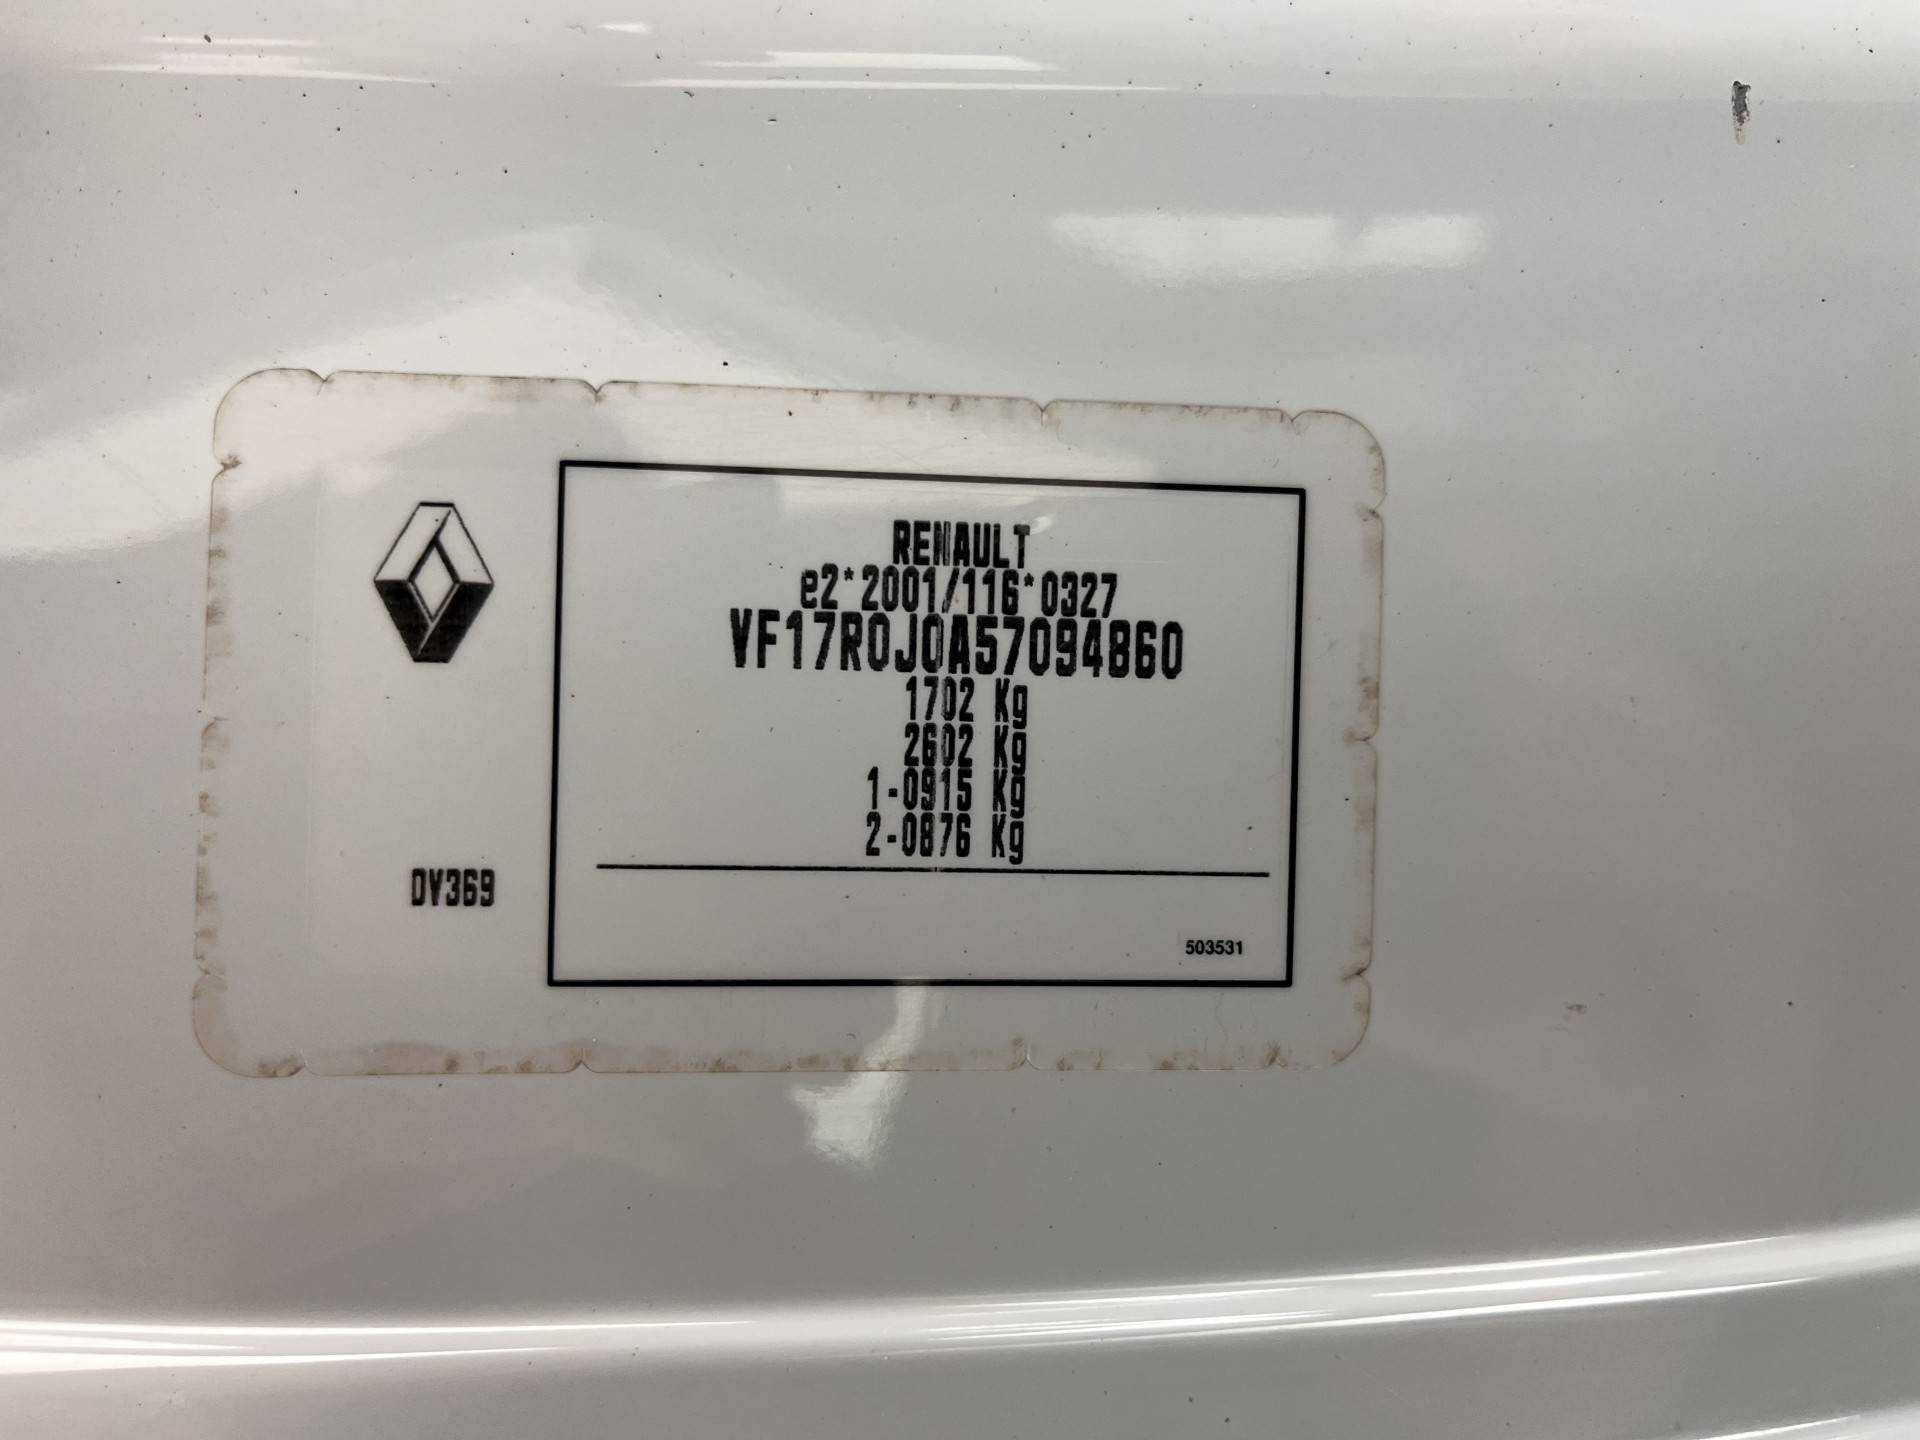 RENAULT
e2*2001/116*0327
VF17R0J0A57094860
1702 Kg
2602 Kg
1-0915 Kg
2-0876 Kg
DV369
503531